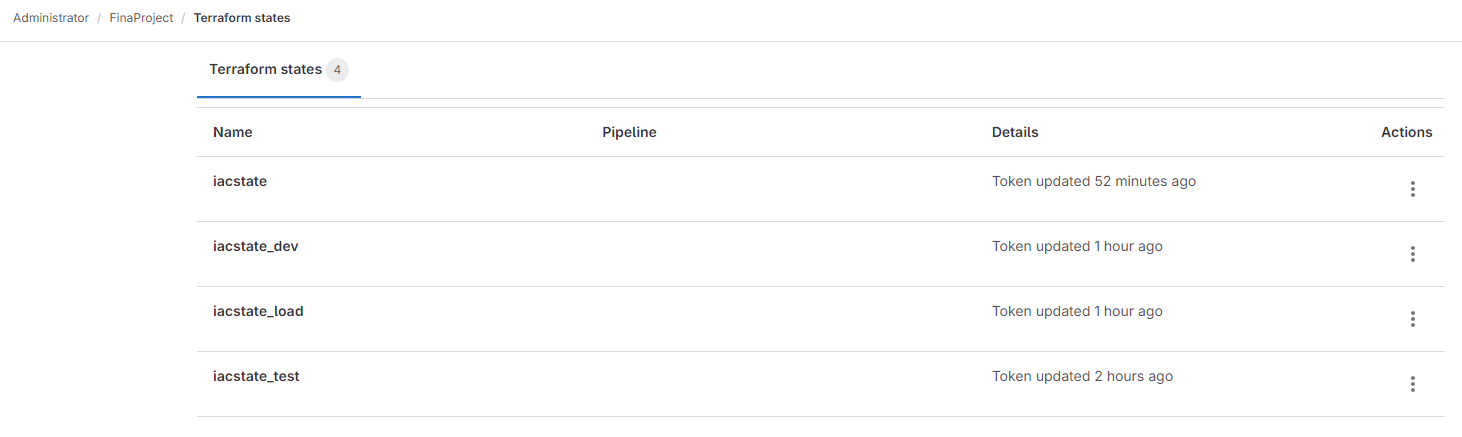 Administrator / FinaProject / Terraform states
Terraform states 4
Name Pipeline Details Actions
iacstate Token updated 52 minutes ago
iacstate_dev Token updated 1 hour ago
iacstate_load Token updated 1 hour ago
iacstate_test Token updated 2 hours ago